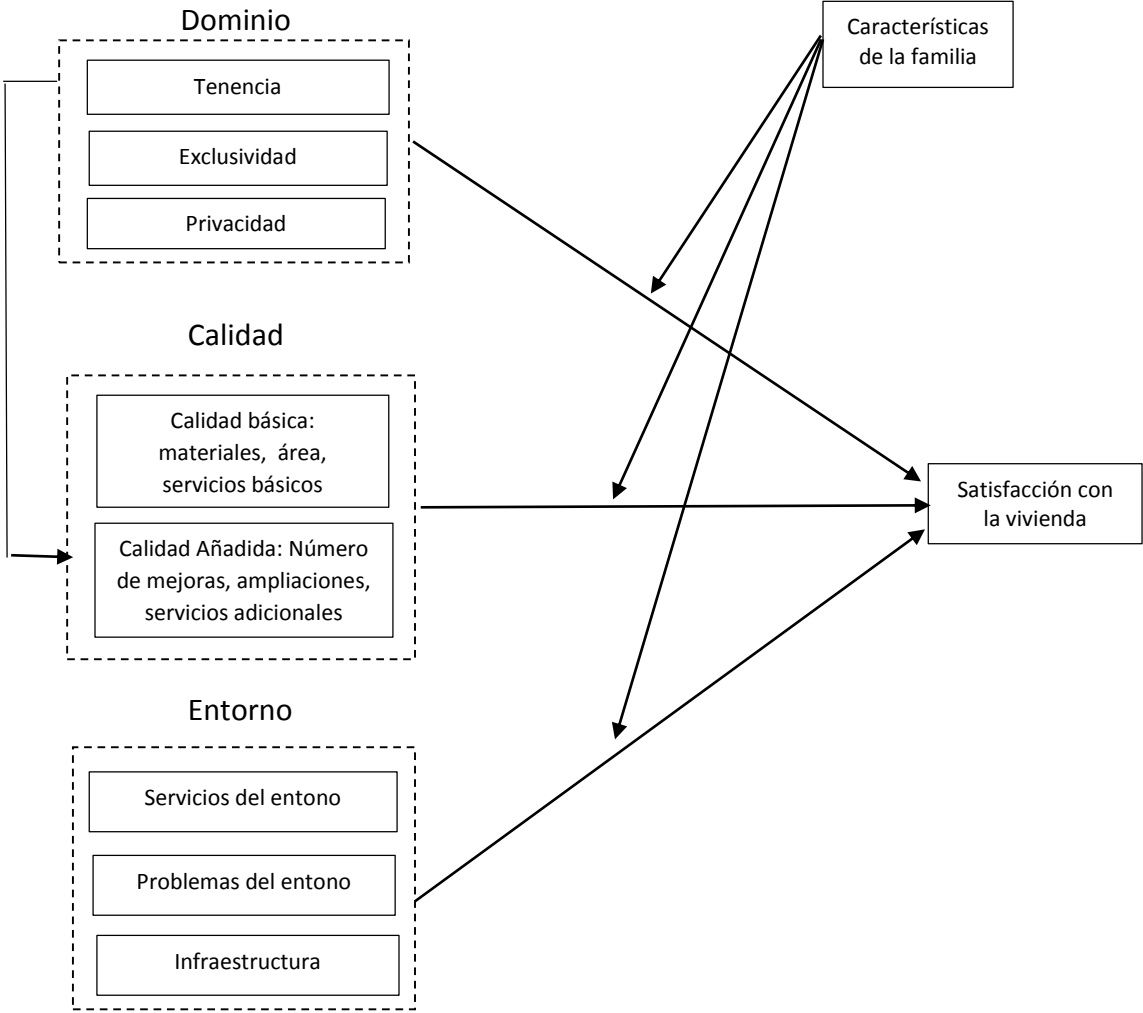 Dominio
Tenencia
Exclusividad
Privacidad
Características
de la familia
Calidad
Calidad básica:
materiales, área,
servicios básicos
Calidad Añadida: Número
de mejoras, ampliaciones,
servicios adicionales
Satisfacción con
la vivienda
Entorno
Servicios del entono
Problemas del entono
Infraestructura